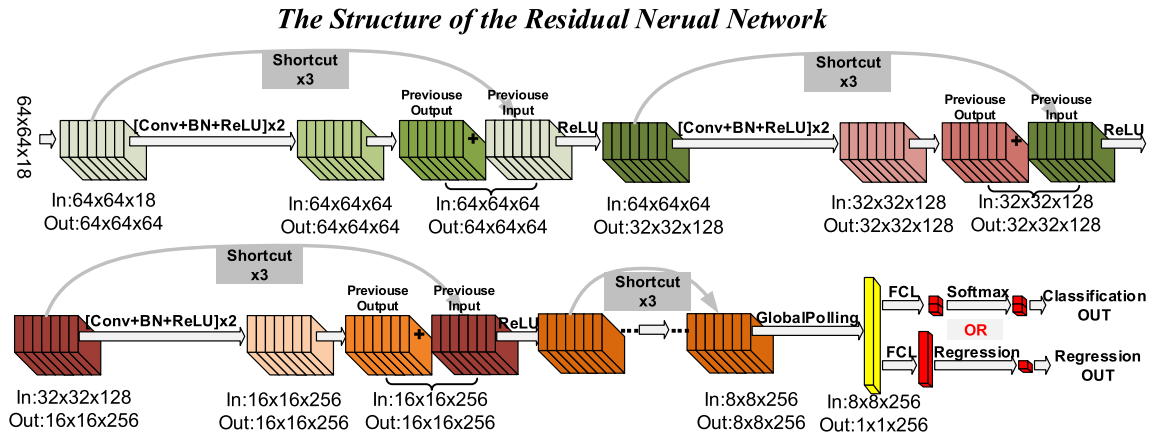 The Structure of the Residual Nerual Network
Shortcut
x3
Shortcut
x3
64x64x18
[Conv+BN+ReLU]x2
Previouse
Output
Previouse
Input
+
ReLU
[Conv+BN+ReLU]x2
Previouse
Output
Previouse
Input
+
ReLU
In:64x64x18
Out:64x64x64
In:64x64x64
Out:64x64x64
In:64x64x64
Out:64x64x64
In:64x64x64
Out:32x32x128
In:32x32x128
Out:32x32x128
In:32x32x128
Out:32x32x128
Shortcut
x3
Shortcut
x3
[Conv+BN+ReLU]x2
Previouse
Output
Previouse
Input
+
ReLU
GlobalPolling
FCL
Softmax
Classification
OUT
OR
FCL
Regression
Regression
OUT
In:32x32x128
Out:16x16x256
In:16x16x256
Out:16x16x256
In:16x16x256
Out:16x16x256
In:8x8x256
Out:8x8x256
In:8x8x256
Out:1x1x256